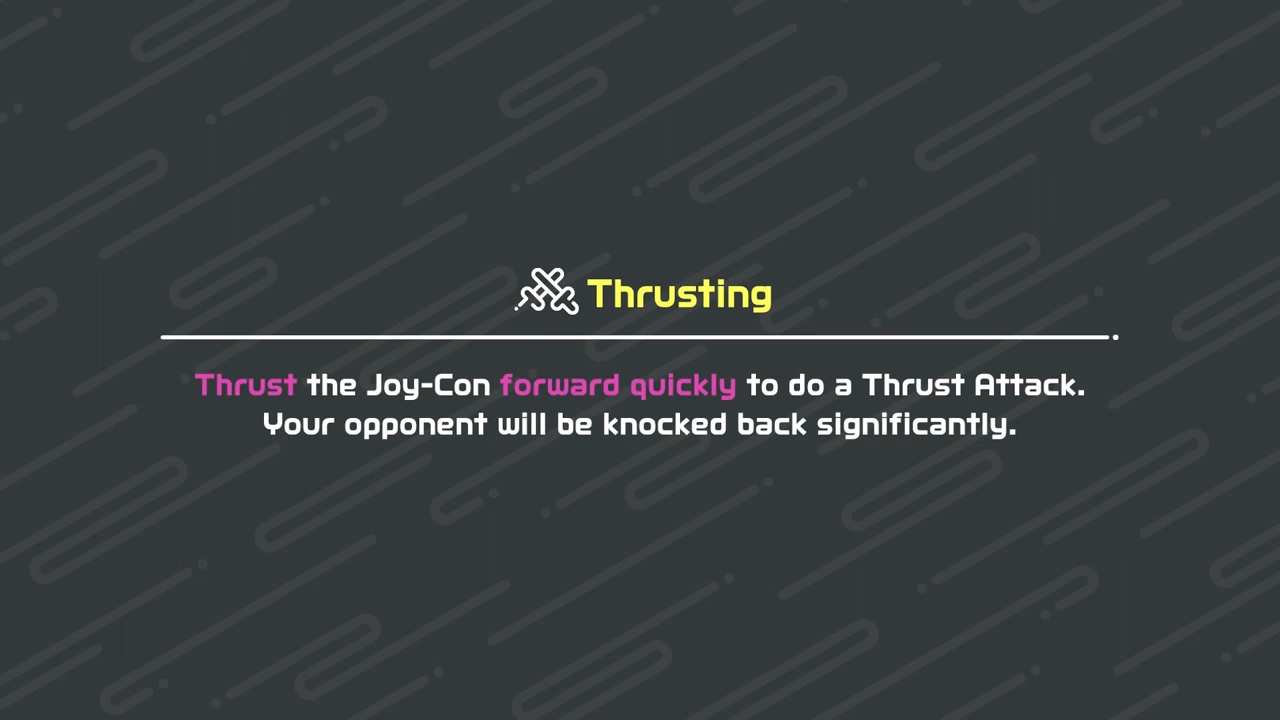 Thrusting
Thrust the Joy-Con forward quickly to do a Thrust Attack.
Your opponent will be knocked back significantly.